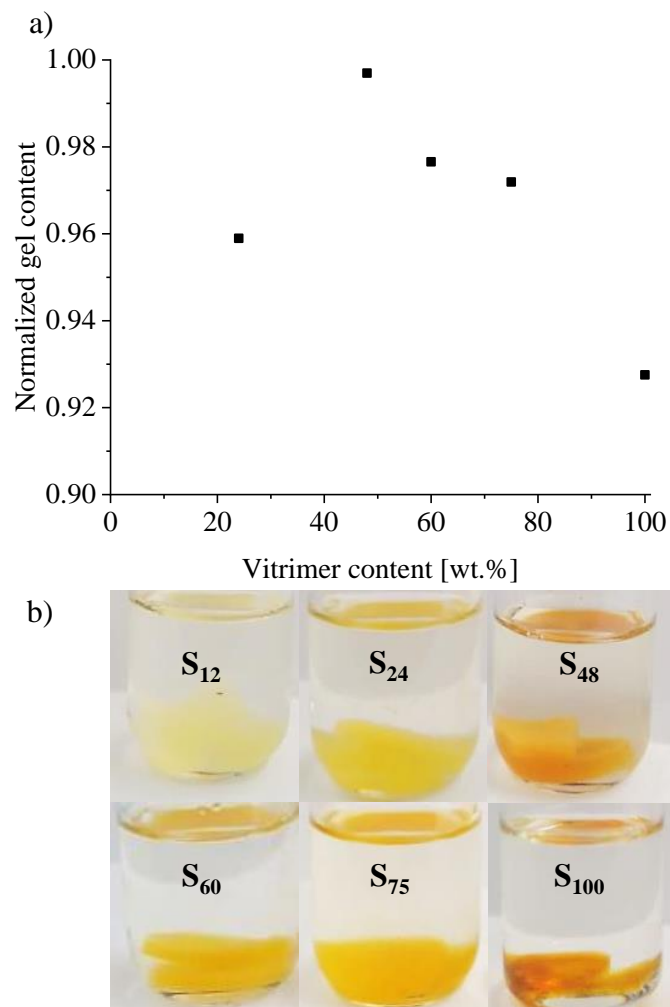 a)
1.00
0.98
0.96
0.94
0.92
0.90
Normalized gel content
0 20 40 60 80 100
Vitrimer content [wt.%]
b)
S₁₂ S₂₄ S₄₈
S₆₀ S₇₅ S₁₀₀